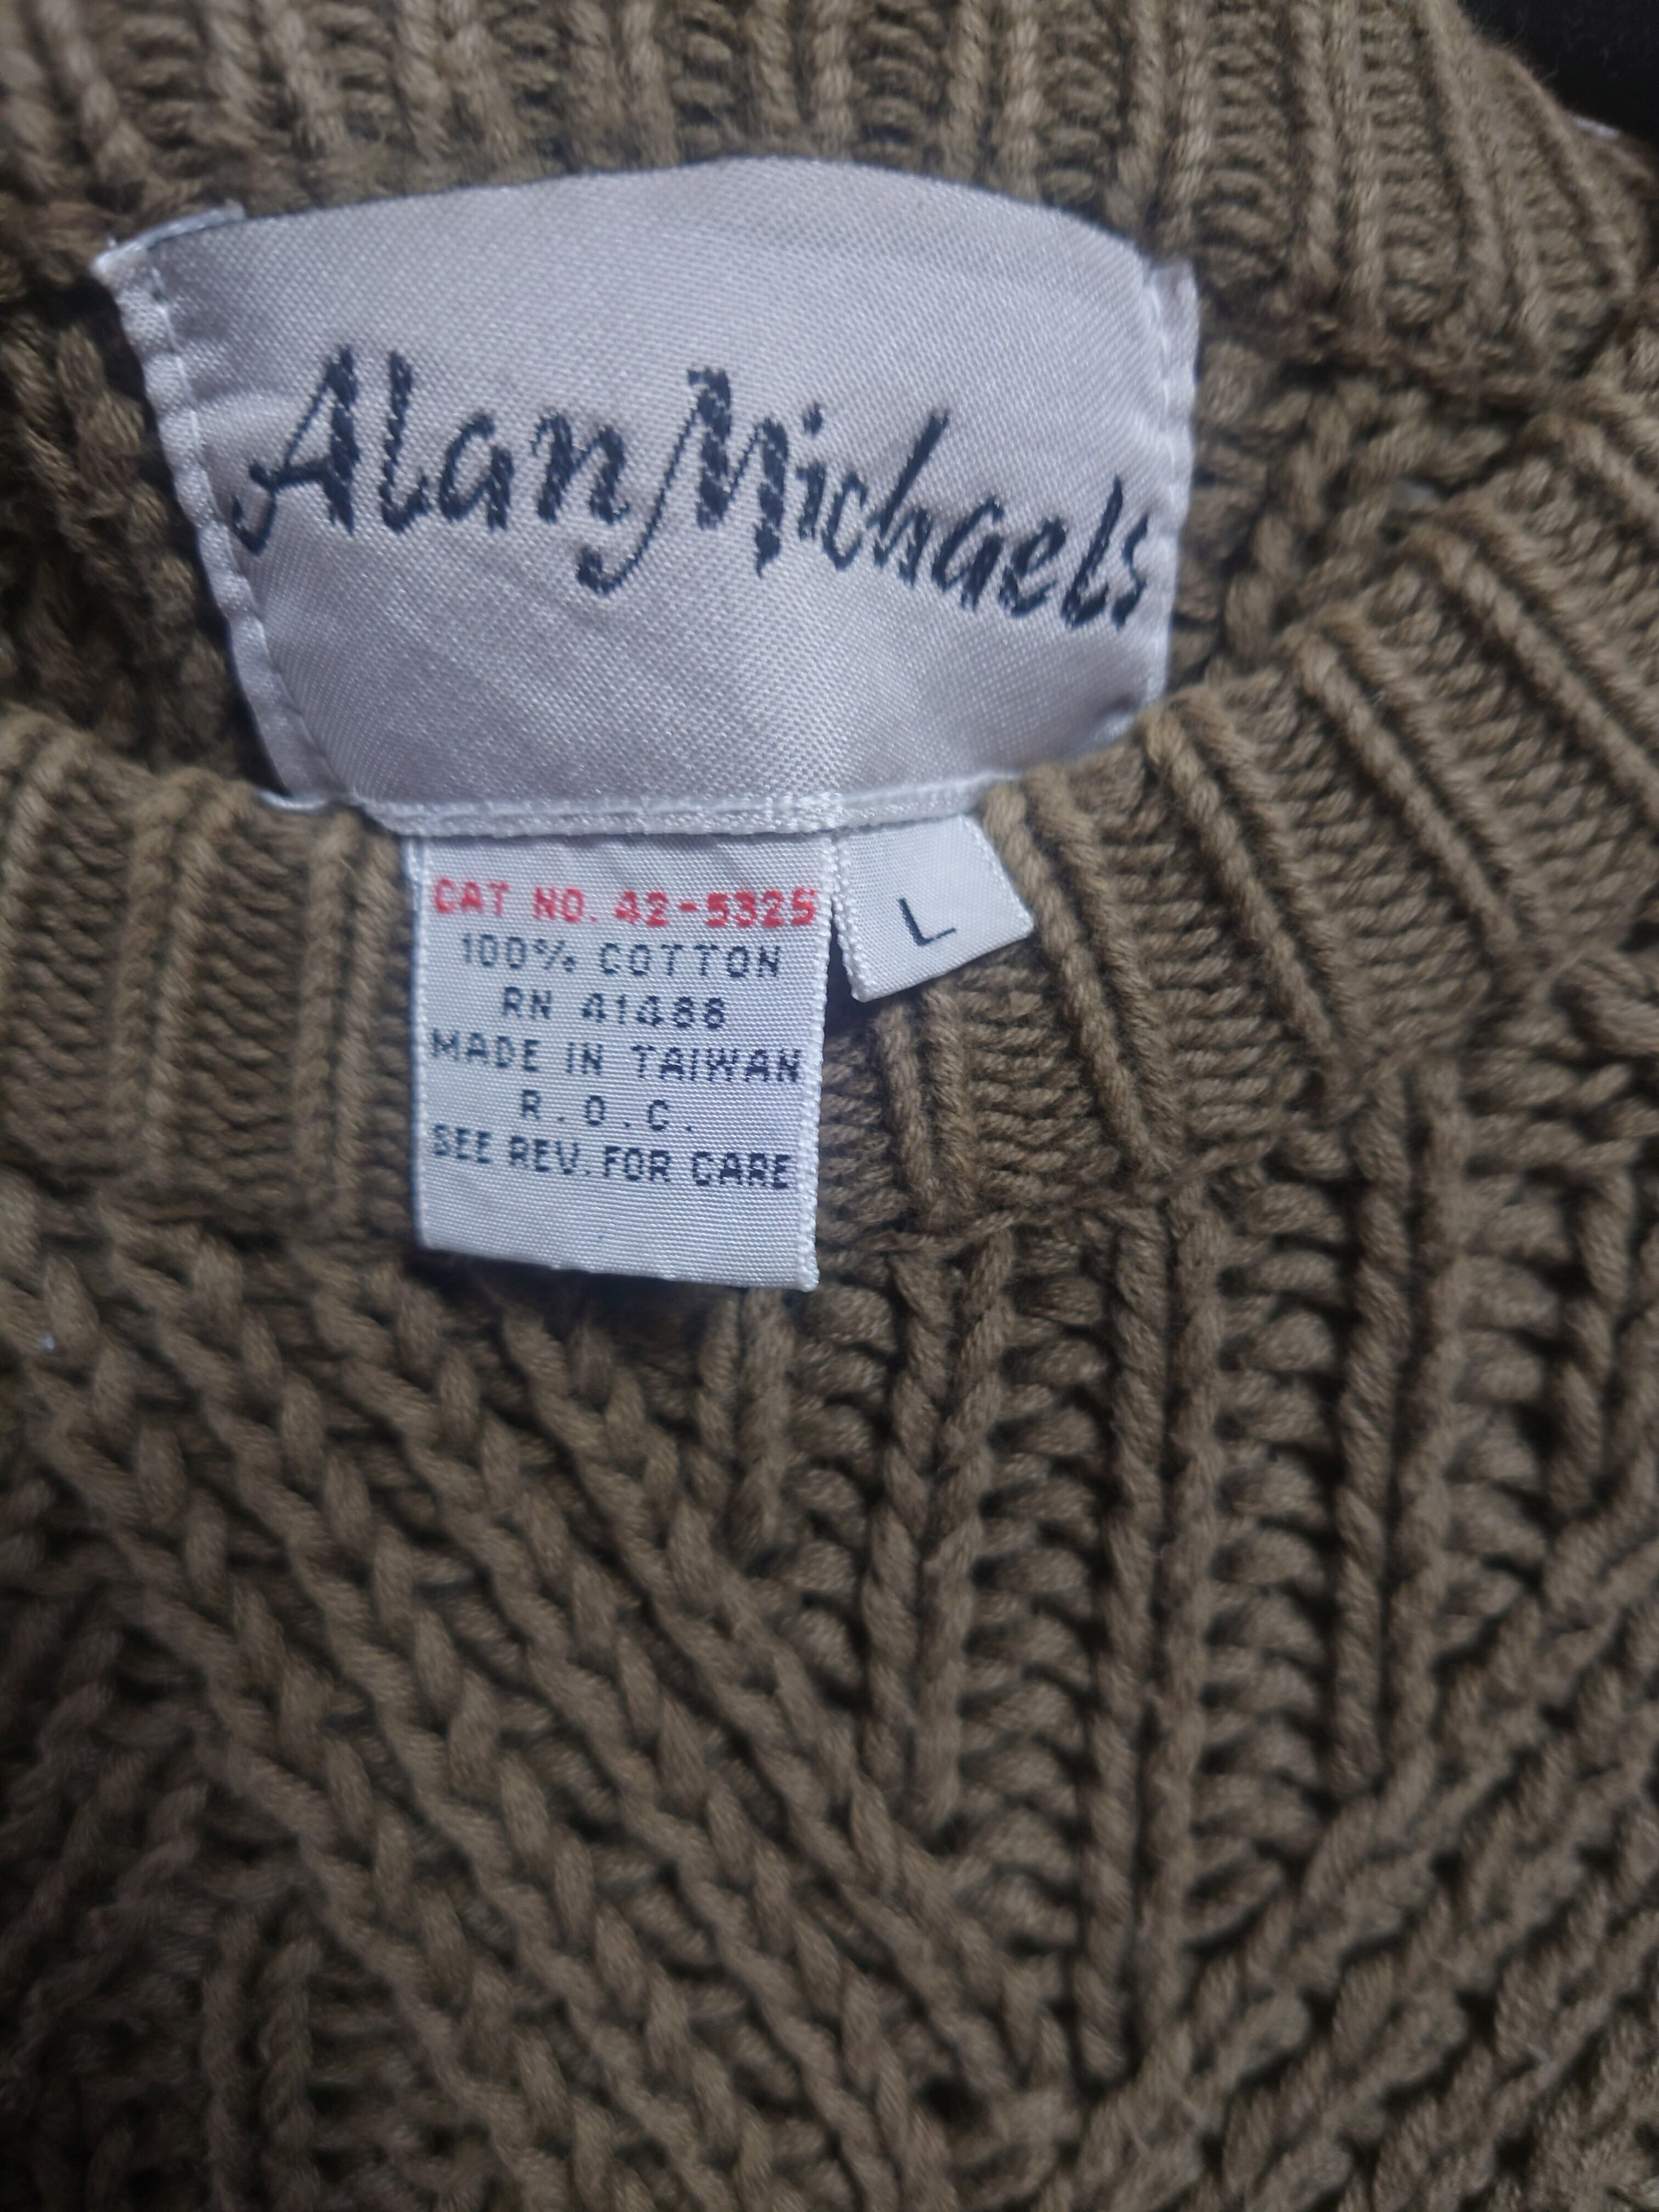 Alan Michaels
CAT NO. 42-5325
L
100% COTTON
RN 41488
MADE IN TAIWAN
R.O.C.
SEE REV. FOR CARE